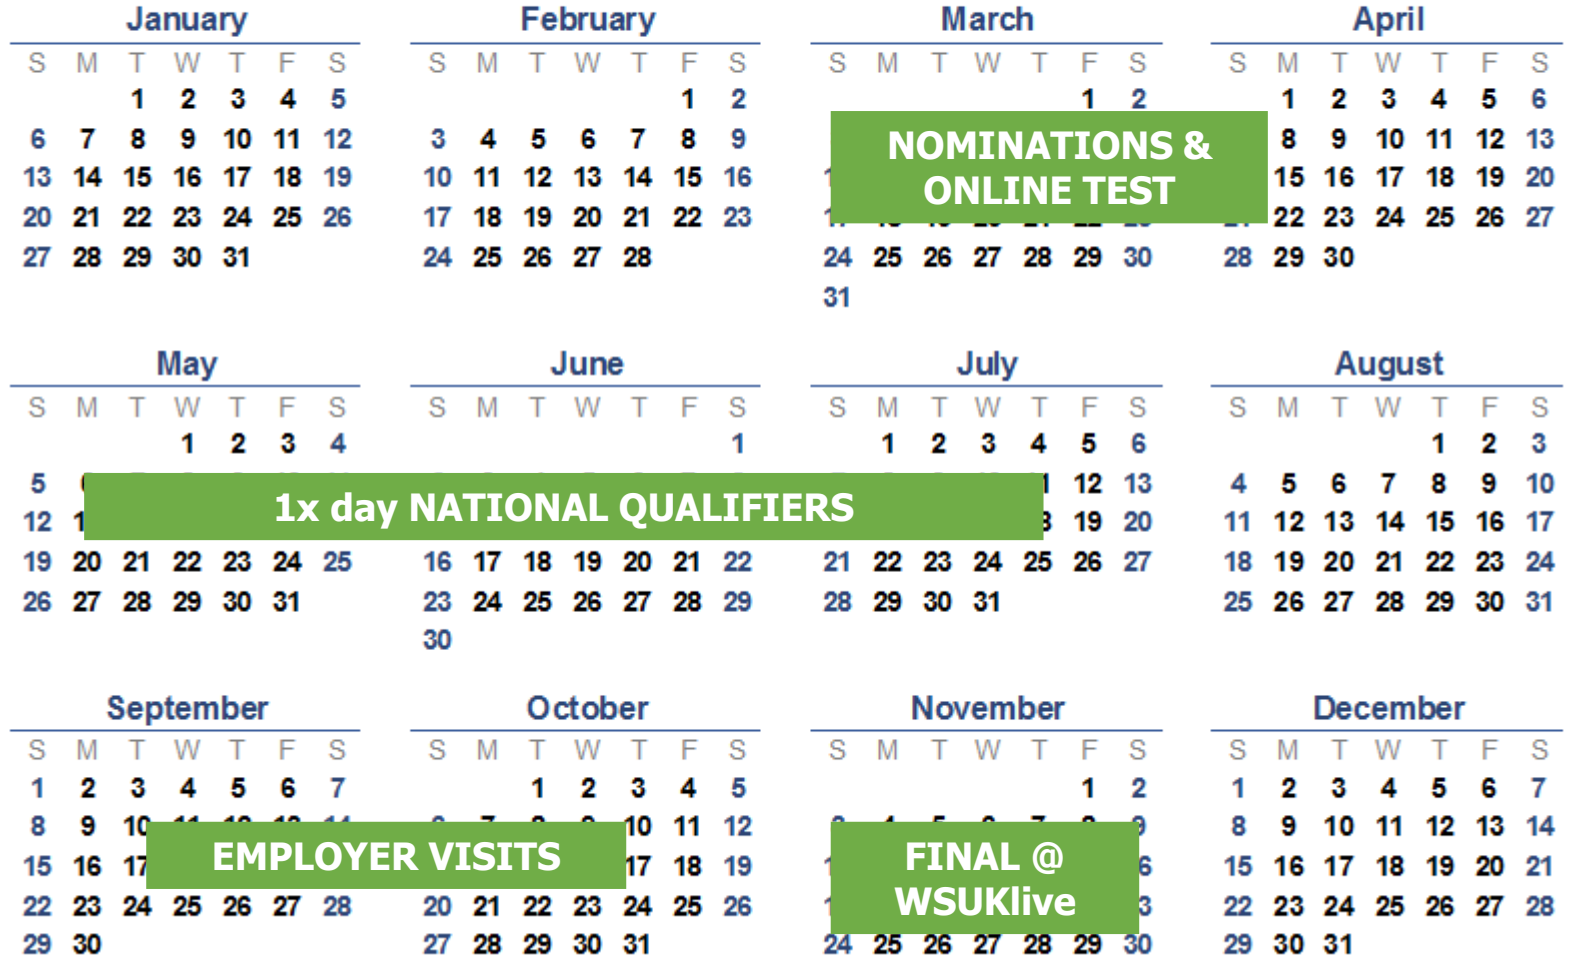 January February March April
S M T W T F S S M T W T F S S M T W T F S S M T W T F S
1 2 3 4 5 1 2 1 2 1 2 3 4 5 6
6 7 8 9 10 11 12 3 4 5 6 7 8 9 NOMINATIONS & 8 9 10 11 12 13
13 14 15 16 17 18 19 10 11 12 13 14 15 16 ONLINE TEST 15 16 17 18 19 20
20 21 22 23 24 25 26 17 18 19 20 21 22 23 22 23 24 25 26 27
27 28 29 30 31 24 25 26 27 28 24 25 26 27 28 29 30 28 29 30
31
May June July August
S M T W T F S S M T W T F S S M T W T F S S M T W T F S
1 2 3 4 1 1 2 3 4 5 6 1 2 3
5 12 13 4 5 6 7 8 9 10
1x day NATIONAL QUALIFIERS
12 19 20 11 12 13 14 15 16 17
19 20 21 22 23 24 25 16 17 18 19 20 21 22 21 22 23 24 25 26 27 18 19 20 21 22 23 24
26 27 28 29 30 31 23 24 25 26 27 28 29 28 29 30 31 25 26 27 28 29 30 31
30
September October November December
S M T W T F S S M T W T F S S M T W T F S S M T W T F S
1 2 3 4 5 6 7 1 2 3 4 5 1 2 1 2 3 4 5 6 7
8 9 10 10 11 12 9 8 9 10 11 12 13 14
15 16 17 EMPLOYER VISITS 17 18 19 FINAL @ 15 16 17 18 19 20 21
22 23 24 25 26 27 28 20 21 22 23 24 25 26 WSUKlive 22 23 24 25 26 27 28
29 30 27 28 29 30 31 24 25 26 27 28 29 30 29 30 31